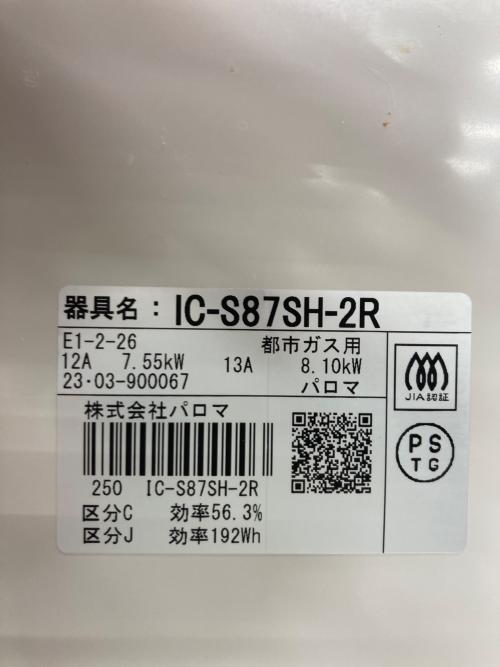 器具名：IC-S87SH-2R
E1-2-26 都市ガス用
12A 7.55kW 13A 8.10kW
23・03-900067 パロマ
株式会社パロマ
250 IC-S87SH-2R
区分C 効率56.3%
区分J 効率192Wh
JIA認証
PS
TG